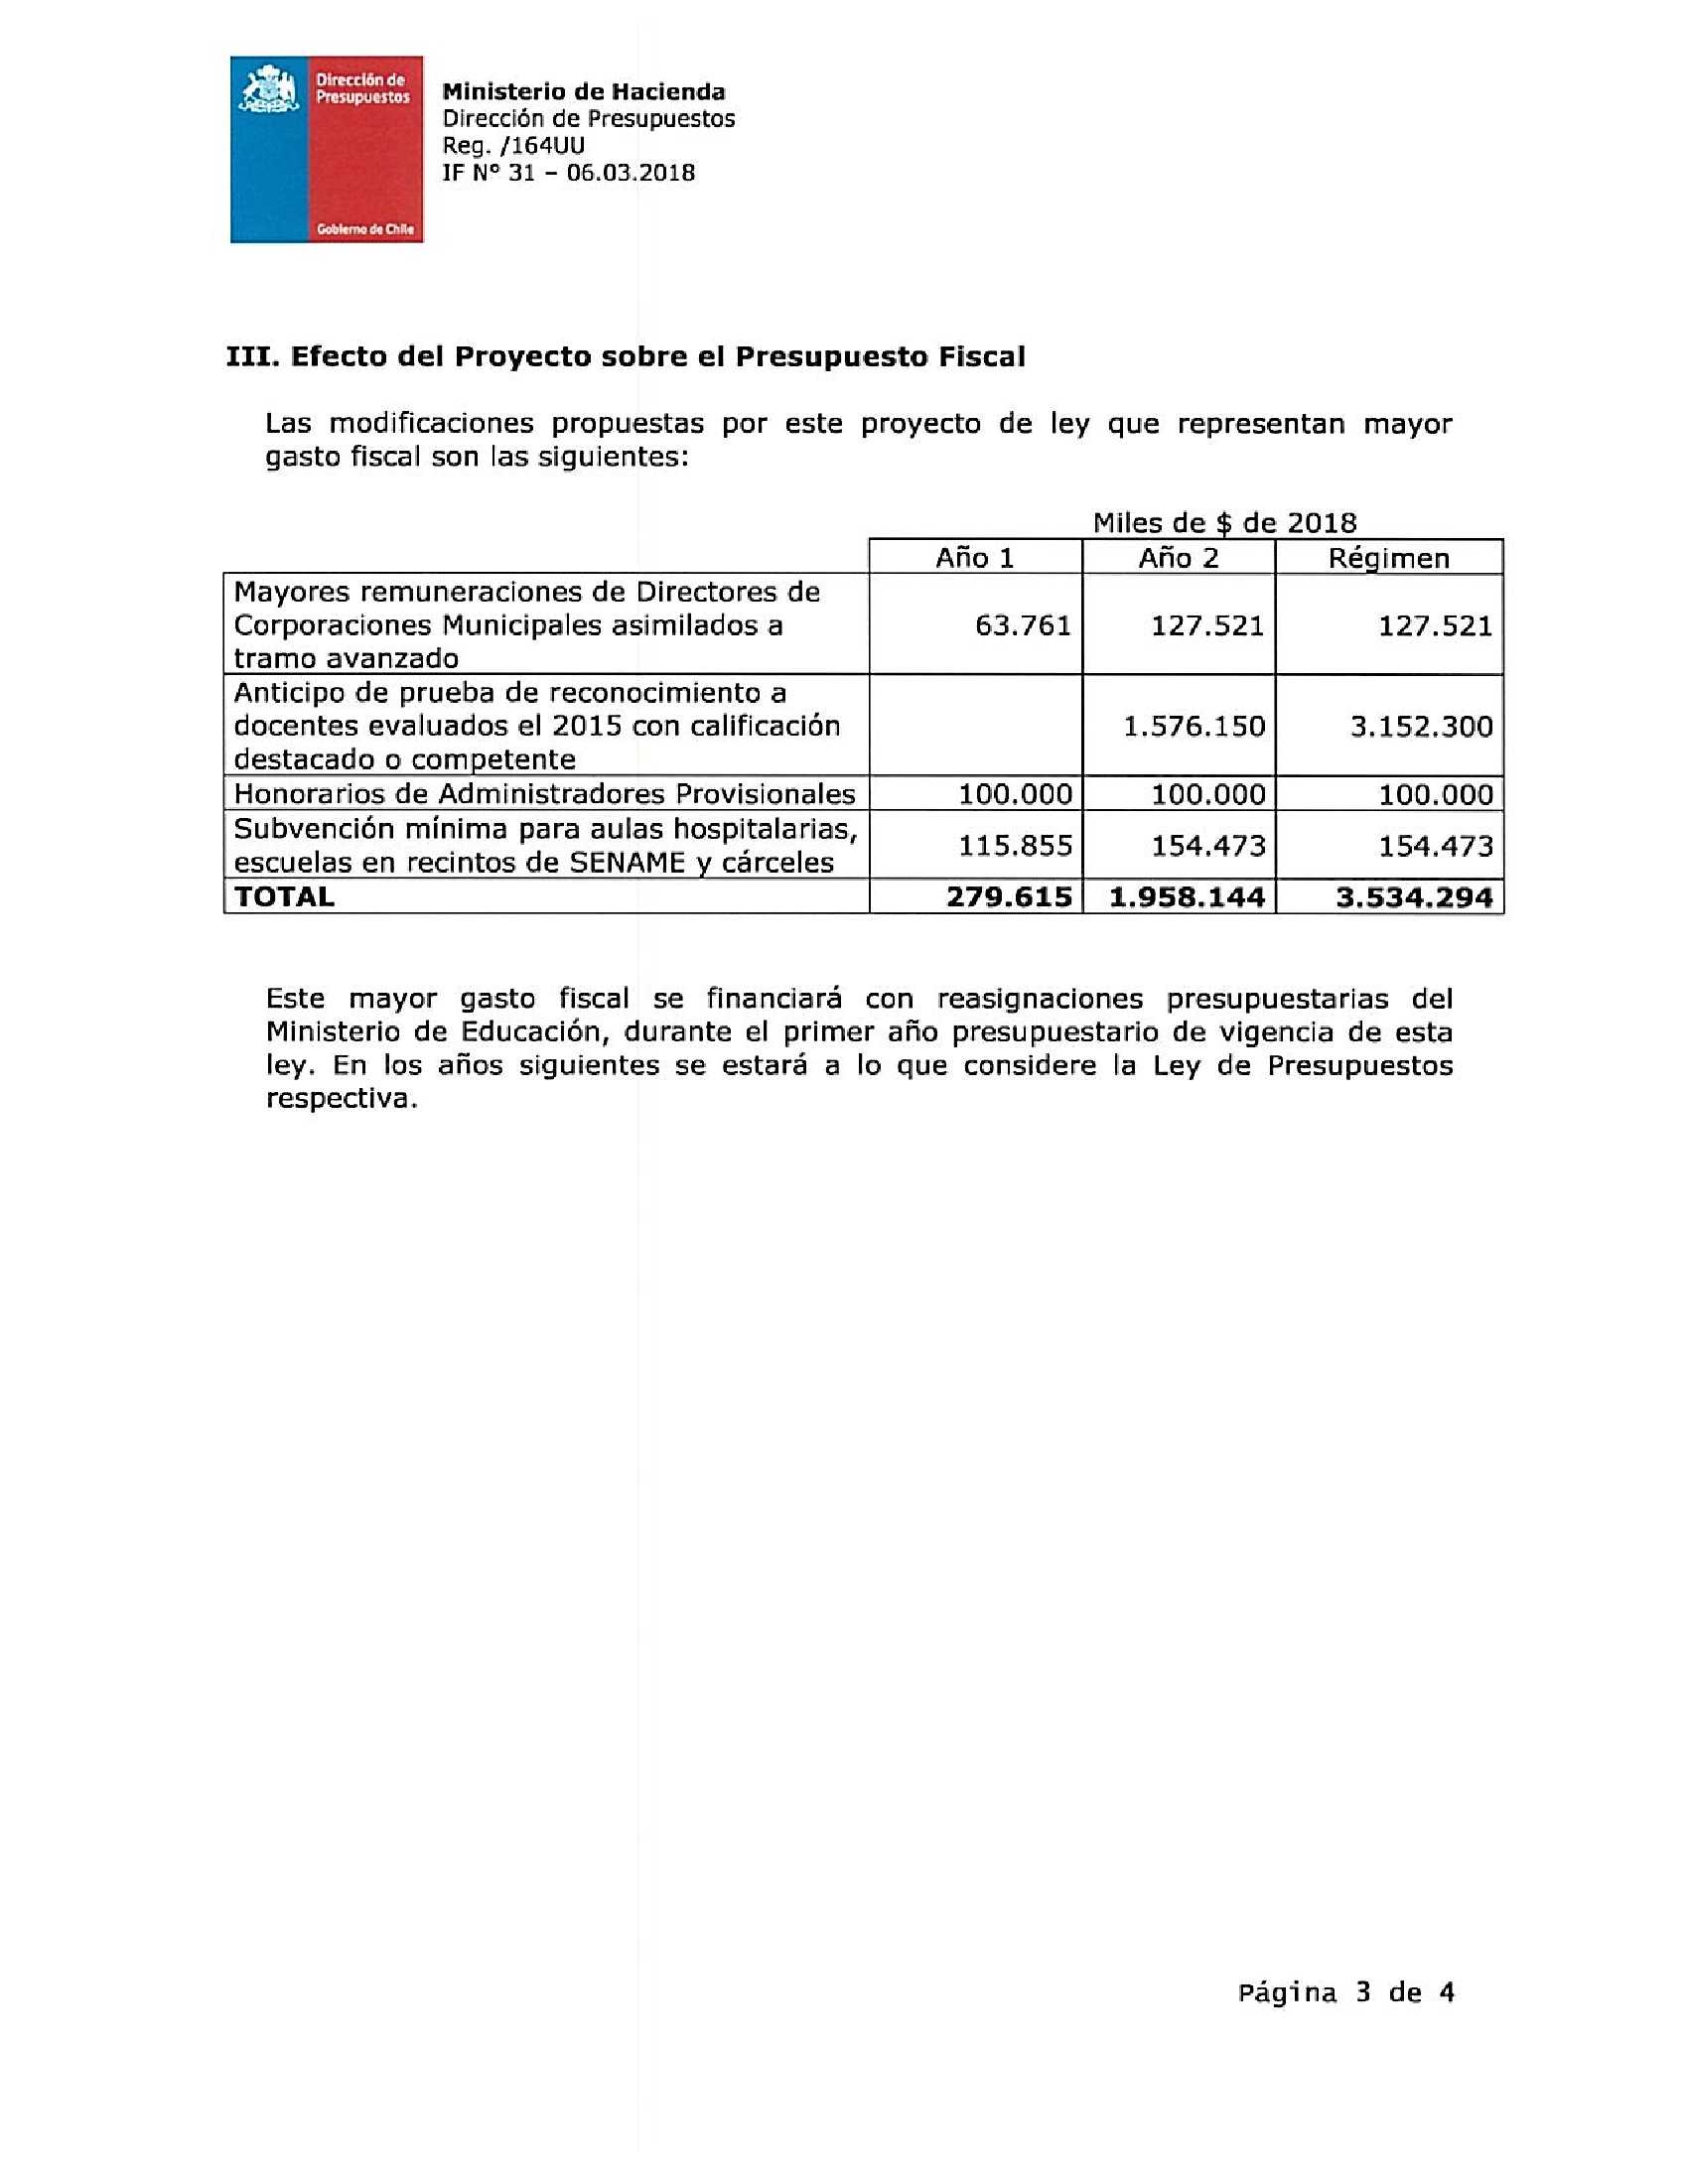 Dirección de
Presupuestos
Gobierno de Chile
Ministerio de Hacienda
Dirección de Presupuestos
Reg. /164UU
IF Nº 31 – 06.03.2018
III. Efecto del Proyecto sobre el Presupuesto Fiscal
Las modificaciones propuestas por este proyecto de ley que representan mayor
gasto fiscal son las siguientes:
Miles de $ de 2018
Año 1 Año 2 Régimen
Mayores remuneraciones de Directores de
Corporaciones Municipales asimilados a 63.761 127.521 127.521
tramo avanzado
Anticipo de prueba de reconocimiento a
docentes evaluados el 2015 con calificación 1.576.150 3.152.300
destacado o competente
Honorarios de Administradores Provisionales 100.000 100.000 100.000
Subvención mínima para aulas hospitalarias,
escuelas en recintos de SENAME y cárceles 115.855 154.473 154.473
TOTAL 279.615 1.958.144 3.534.294
Este mayor gasto fiscal se financiará con reasignaciones presupuestarias del
Ministerio de Educación, durante el primer año presupuestario de vigencia de esta
ley. En los años siguientes se estará a lo que considere la Ley de Presupuestos
respectiva.
Página 3 de 4